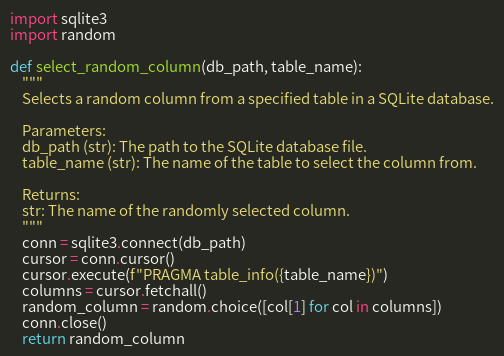 import sqlite3
import random

def select_random_column(db_path, table_name):
    """
    Selects a random column from a specified table in a SQLite database.

    Parameters:
    db_path (str): The path to the SQLite database file.
    table_name (str): The name of the table to select the column from.

    Returns:
    str: The name of the randomly selected column.
    """
    conn = sqlite3.connect(db_path)
    cursor = conn.cursor()
    cursor.execute(f"PRAGMA table_info({table_name})")
    columns = cursor.fetchall()
    random_column = random.choice([col[1] for col in columns])
    conn.close()
    return random_column